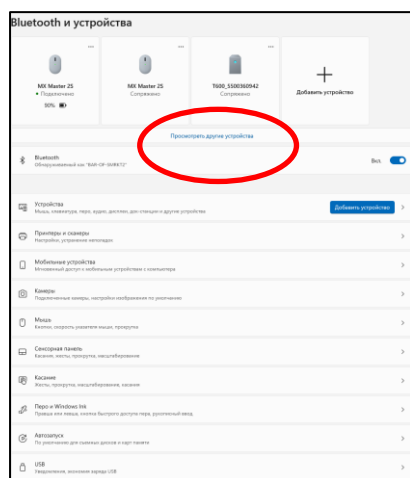 Bluetooth и устройства
MX Master 2S
• Подключено
90%
MX Master 2S
Сопряжено
T600_5500360942
Сопряжено
Добавить устройство
Просмотреть другие устройства
Bluetooth
Обнаруживаемый как
Вкл.
Устройства
Мышь, клавиатура, перо, аудио, дисплеи, док-станции и другие устройства
Добавить устройство
Принтеры и сканеры
Настройки, устранение неполадок
Мобильные устройства
Мгновенный доступ к мобильным устройствам с компьютера
Камеры
Подключенные камеры, настройки изображения по умолчанию
Мышь
Кнопки, скорость указателя мыши, прокрутка
Сенсорная панель
Касания, жесты, прокрутка, масштабирование
Касание
Жесты, прокрутка, масштабирование, касание
Перо и Windows Ink
Правша или левша, кнопка быстрого доступа пера, рукописный ввод
Автозапуск
По умолчанию для съемных дисков и карт памяти
USB
Уведомления, экономия заряда USB